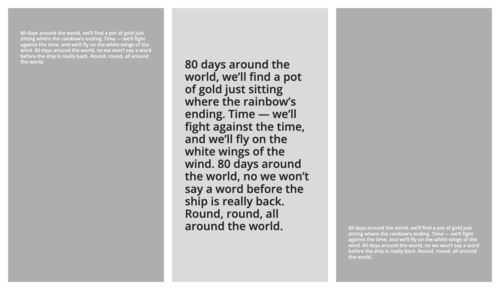 80 days around the world, we'll find a pot of gold just
sitting where the rainbow's ending. Time — we'll fight
against the time, and we'll fly on the white wings of the
wind. 80 days around the world, no we won't say a word
before the ship is really back. Round, round, all around
the world.
80 days around the
world, we'll find a pot
of gold just sitting
where the rainbow's
ending. Time — we'll
fight against the time,
and we'll fly on the
white wings of the
wind. 80 days around
the world, no we won't
say a word before the
ship is really back.
Round, round, all
around the world.
80 days around the world, we'll find a pot of gold just
sitting where the rainbow's ending. Time — we'll fight
against the time, and we'll fly on the white wings of the
wind. 80 days around the world, no we won't say a word
before the ship is really back. Round, round, all around
the world.